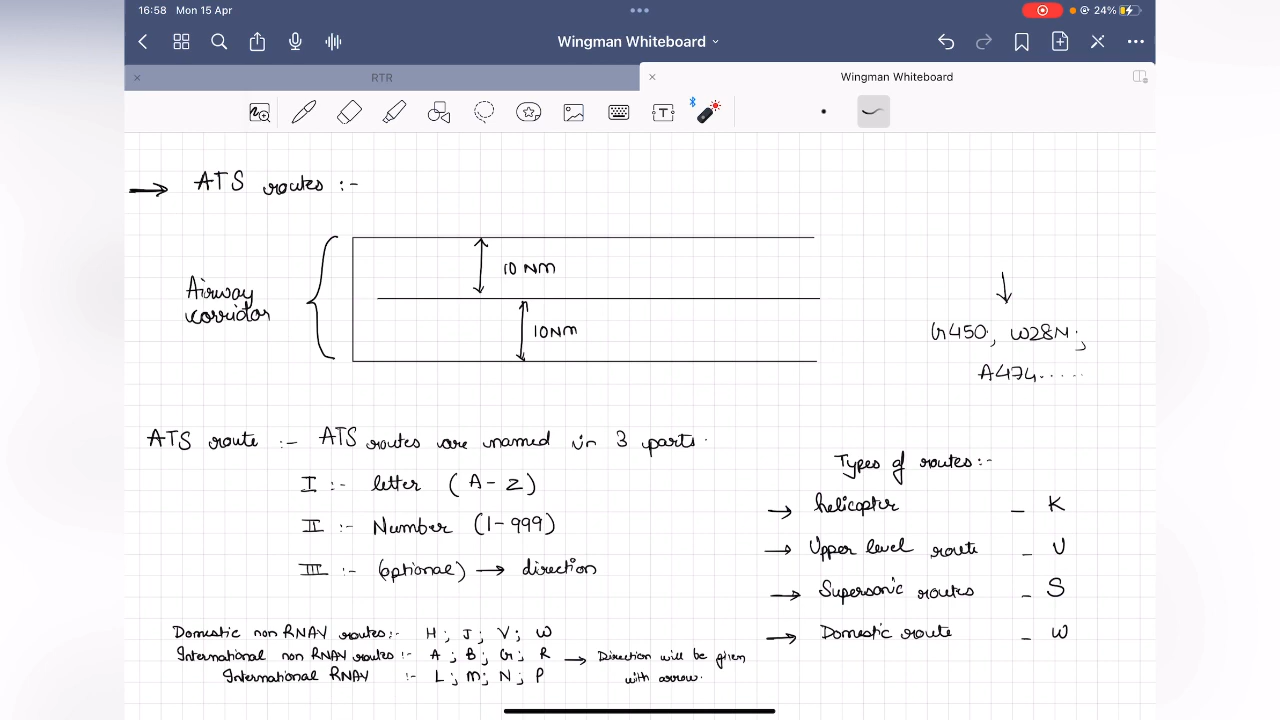 16:58 Mon 15 Apr
24%
Wingman Whiteboard
RTR
Wingman Whiteboard
→ ATS routes :-
Airway corridor
10 NM
10NM
↓
G450; W28N;
A474......
ATS route :- ATS routes are named in 3 parts.
I :- letter (A-Z)
II :- Number (1-999)
III :- (optional) → direction
Domestic non RNAV routes:- H; J; V; W
International non RNAV routes :- A; B; G; R → Direction will be given with arrow.
International RNAV :- L; M; N; P
Types of routes:-
→ helicopter - K
→ Upper level route - U
→ Supersonic routes - S
→ Domestic route - W